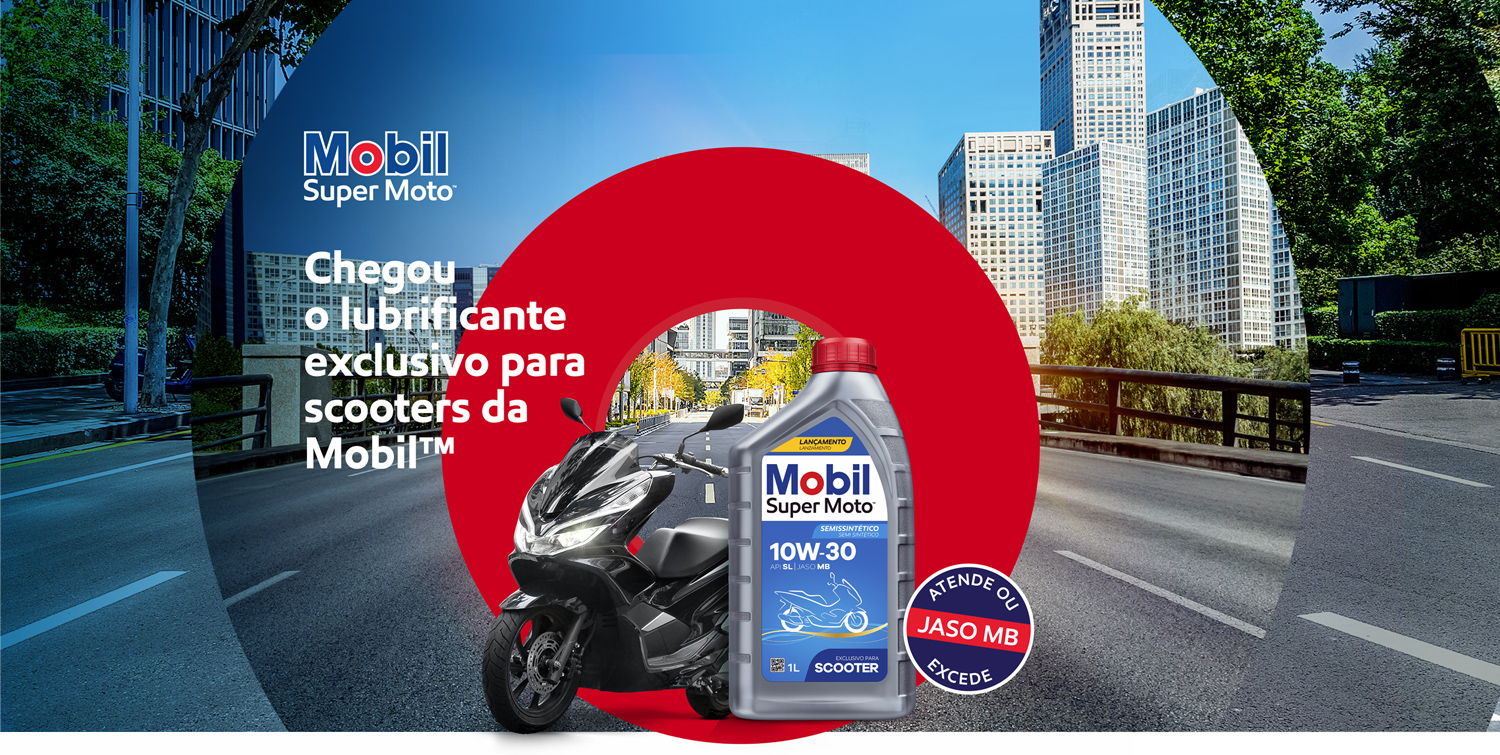 Mobil
Super Moto™
Chegou
o lubrificante
exclusivo para
scooters da
Mobil™
LANÇAMENTO
LANZAMIENTO
Mobil
Super Moto™
SEMISSINTÉTICO
SEMI SINTÉTICO
10W-30
API SL | JASO MB
1L
EXCLUSIVO PARA
SCOOTER
ATENDE OU
JASO MB
EXCEDE